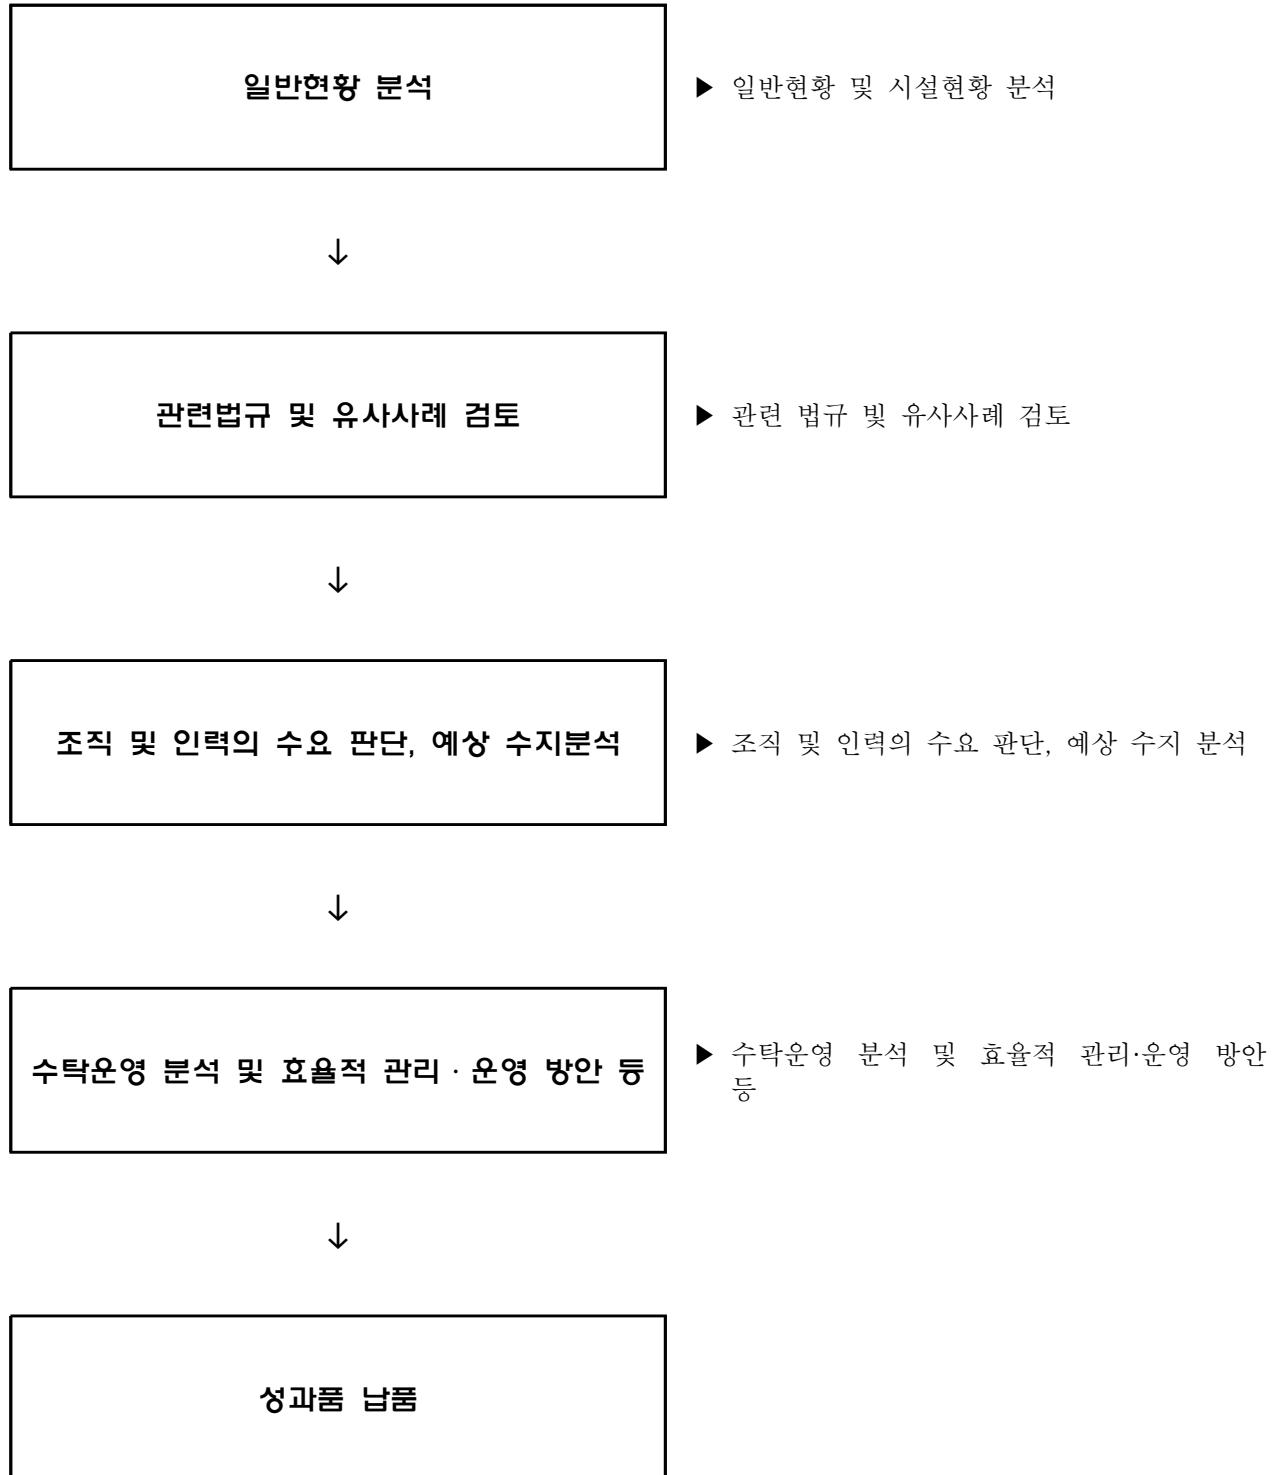 일반현황 분석
▶ 일반현황 및 시설현황 분석
↓
관련법규 및 유사사례 검토
▶ 관련 법규 빛 유사사례 검토
↓
조직 및 인력의 수요 판단, 예상 수지분석
▶ 조직 및 인력의 수요 판단, 예상 수지 분석
↓
수탁운영 분석 및 효율적 관리 · 운영 방안 등
▶ 수탁운영 분석 및 효율적 관리·운영 방안
등
↓
성과품 납품